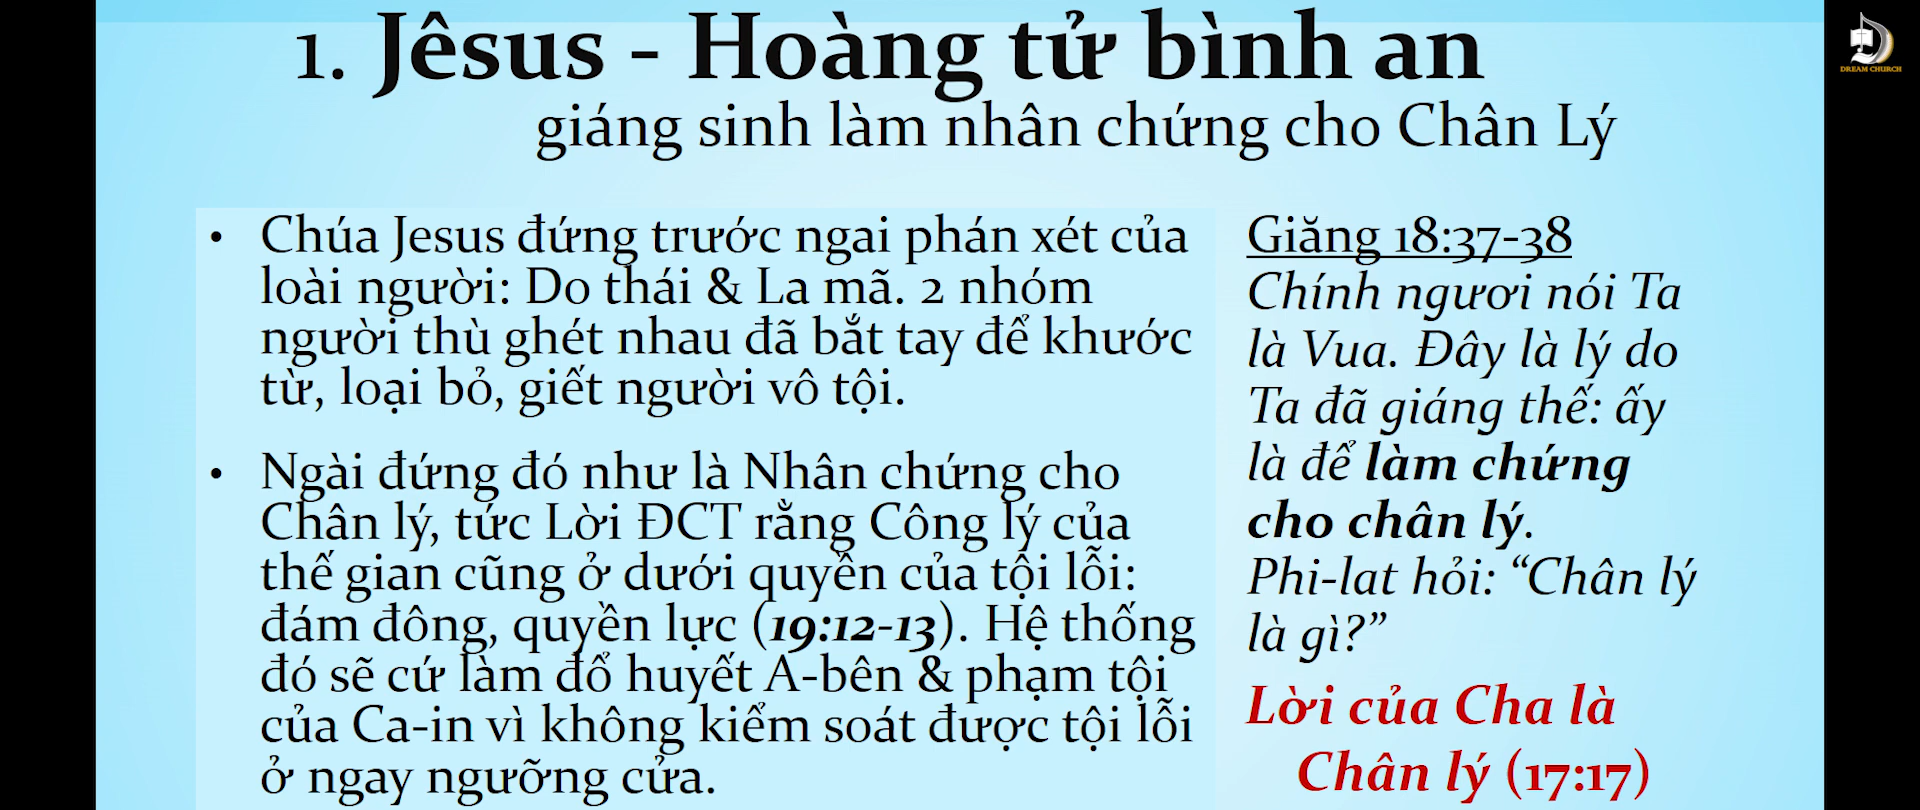 1. Jêsus - Hoàng tử bình an
giáng sinh làm nhân chứng cho Chân Lý
DREAM CHURCH
• Chúa Jesus đứng trước ngai phán xét của
loài người: Do thái & La mã. 2 nhóm
người thù ghét nhau đã bắt tay để khước
từ, loại bỏ, giết người vô tội.
• Ngài đứng đó như là Nhân chứng cho
Chân lý, tức Lời ĐCT rằng Công lý của
thế gian cũng ở dưới quyền của tội lỗi:
đám đông, quyền lực (19:12-13). Hệ thống
đó sẽ cứ làm đổ huyết A-bên & phạm tội
của Ca-in vì không kiểm soát được tội lỗi
ở ngay ngưỡng cửa.
Giăng 18:37-38
Chính ngươi nói Ta
là Vua. Đây là lý do
Ta đã giáng thế: ấy
là để làm chứng
cho chân lý.
Phi-lat hỏi: “Chân lý
là gì?”
Lời của Cha là
Chân lý (17:17)